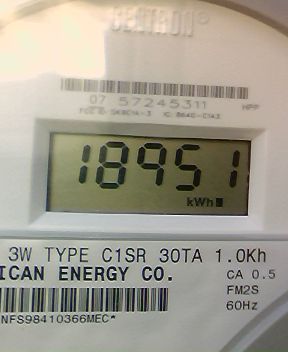 CENTRON®
07 57245311 HPP
18951
kWh
3W TYPE C1SR 30TA 1.0Kh
ICAN ENERGY CO. CA 0.5
FM2S
60Hz
NFS98410366MEC*